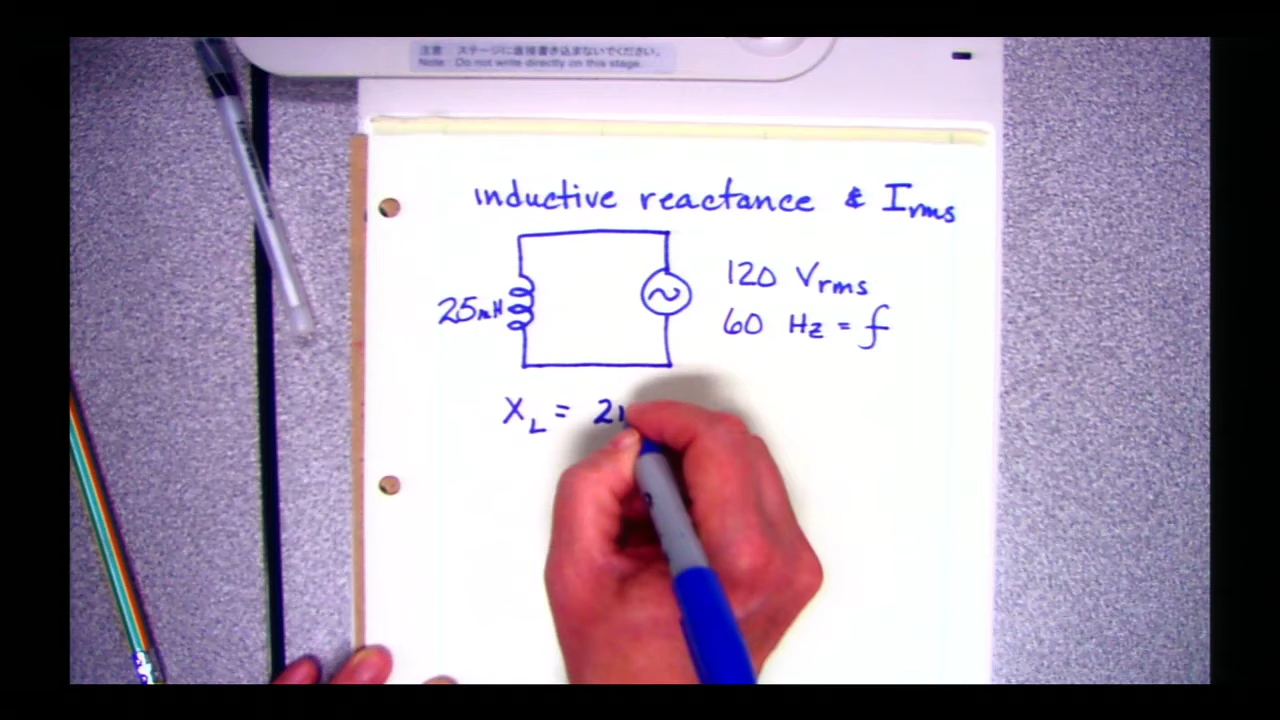 注意 : ステージに直接書き込まないでください。
Note : Do not write directly on this stage.
inductive reactance & Irms
25mH
120 Vrms
60 Hz = f
XL = 2